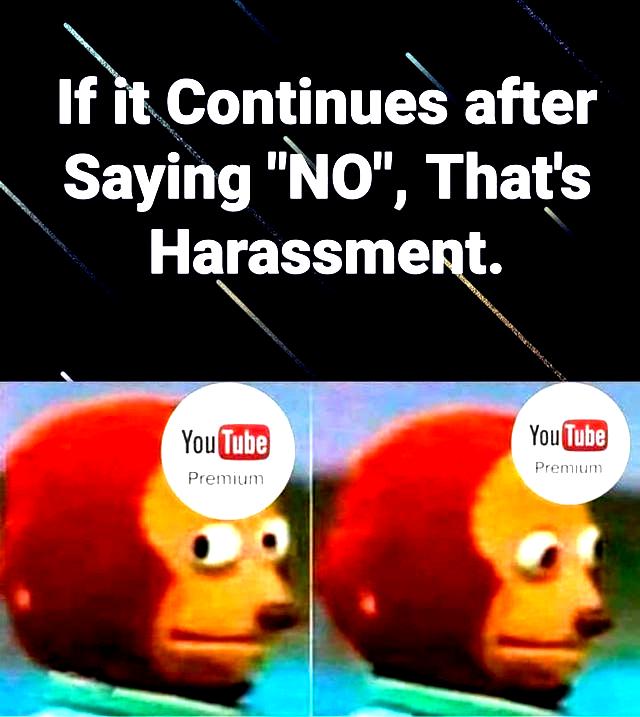 If it Continues after
Saying "NO", That's
Harassment.
YouTube
Premium
YouTube
Premium